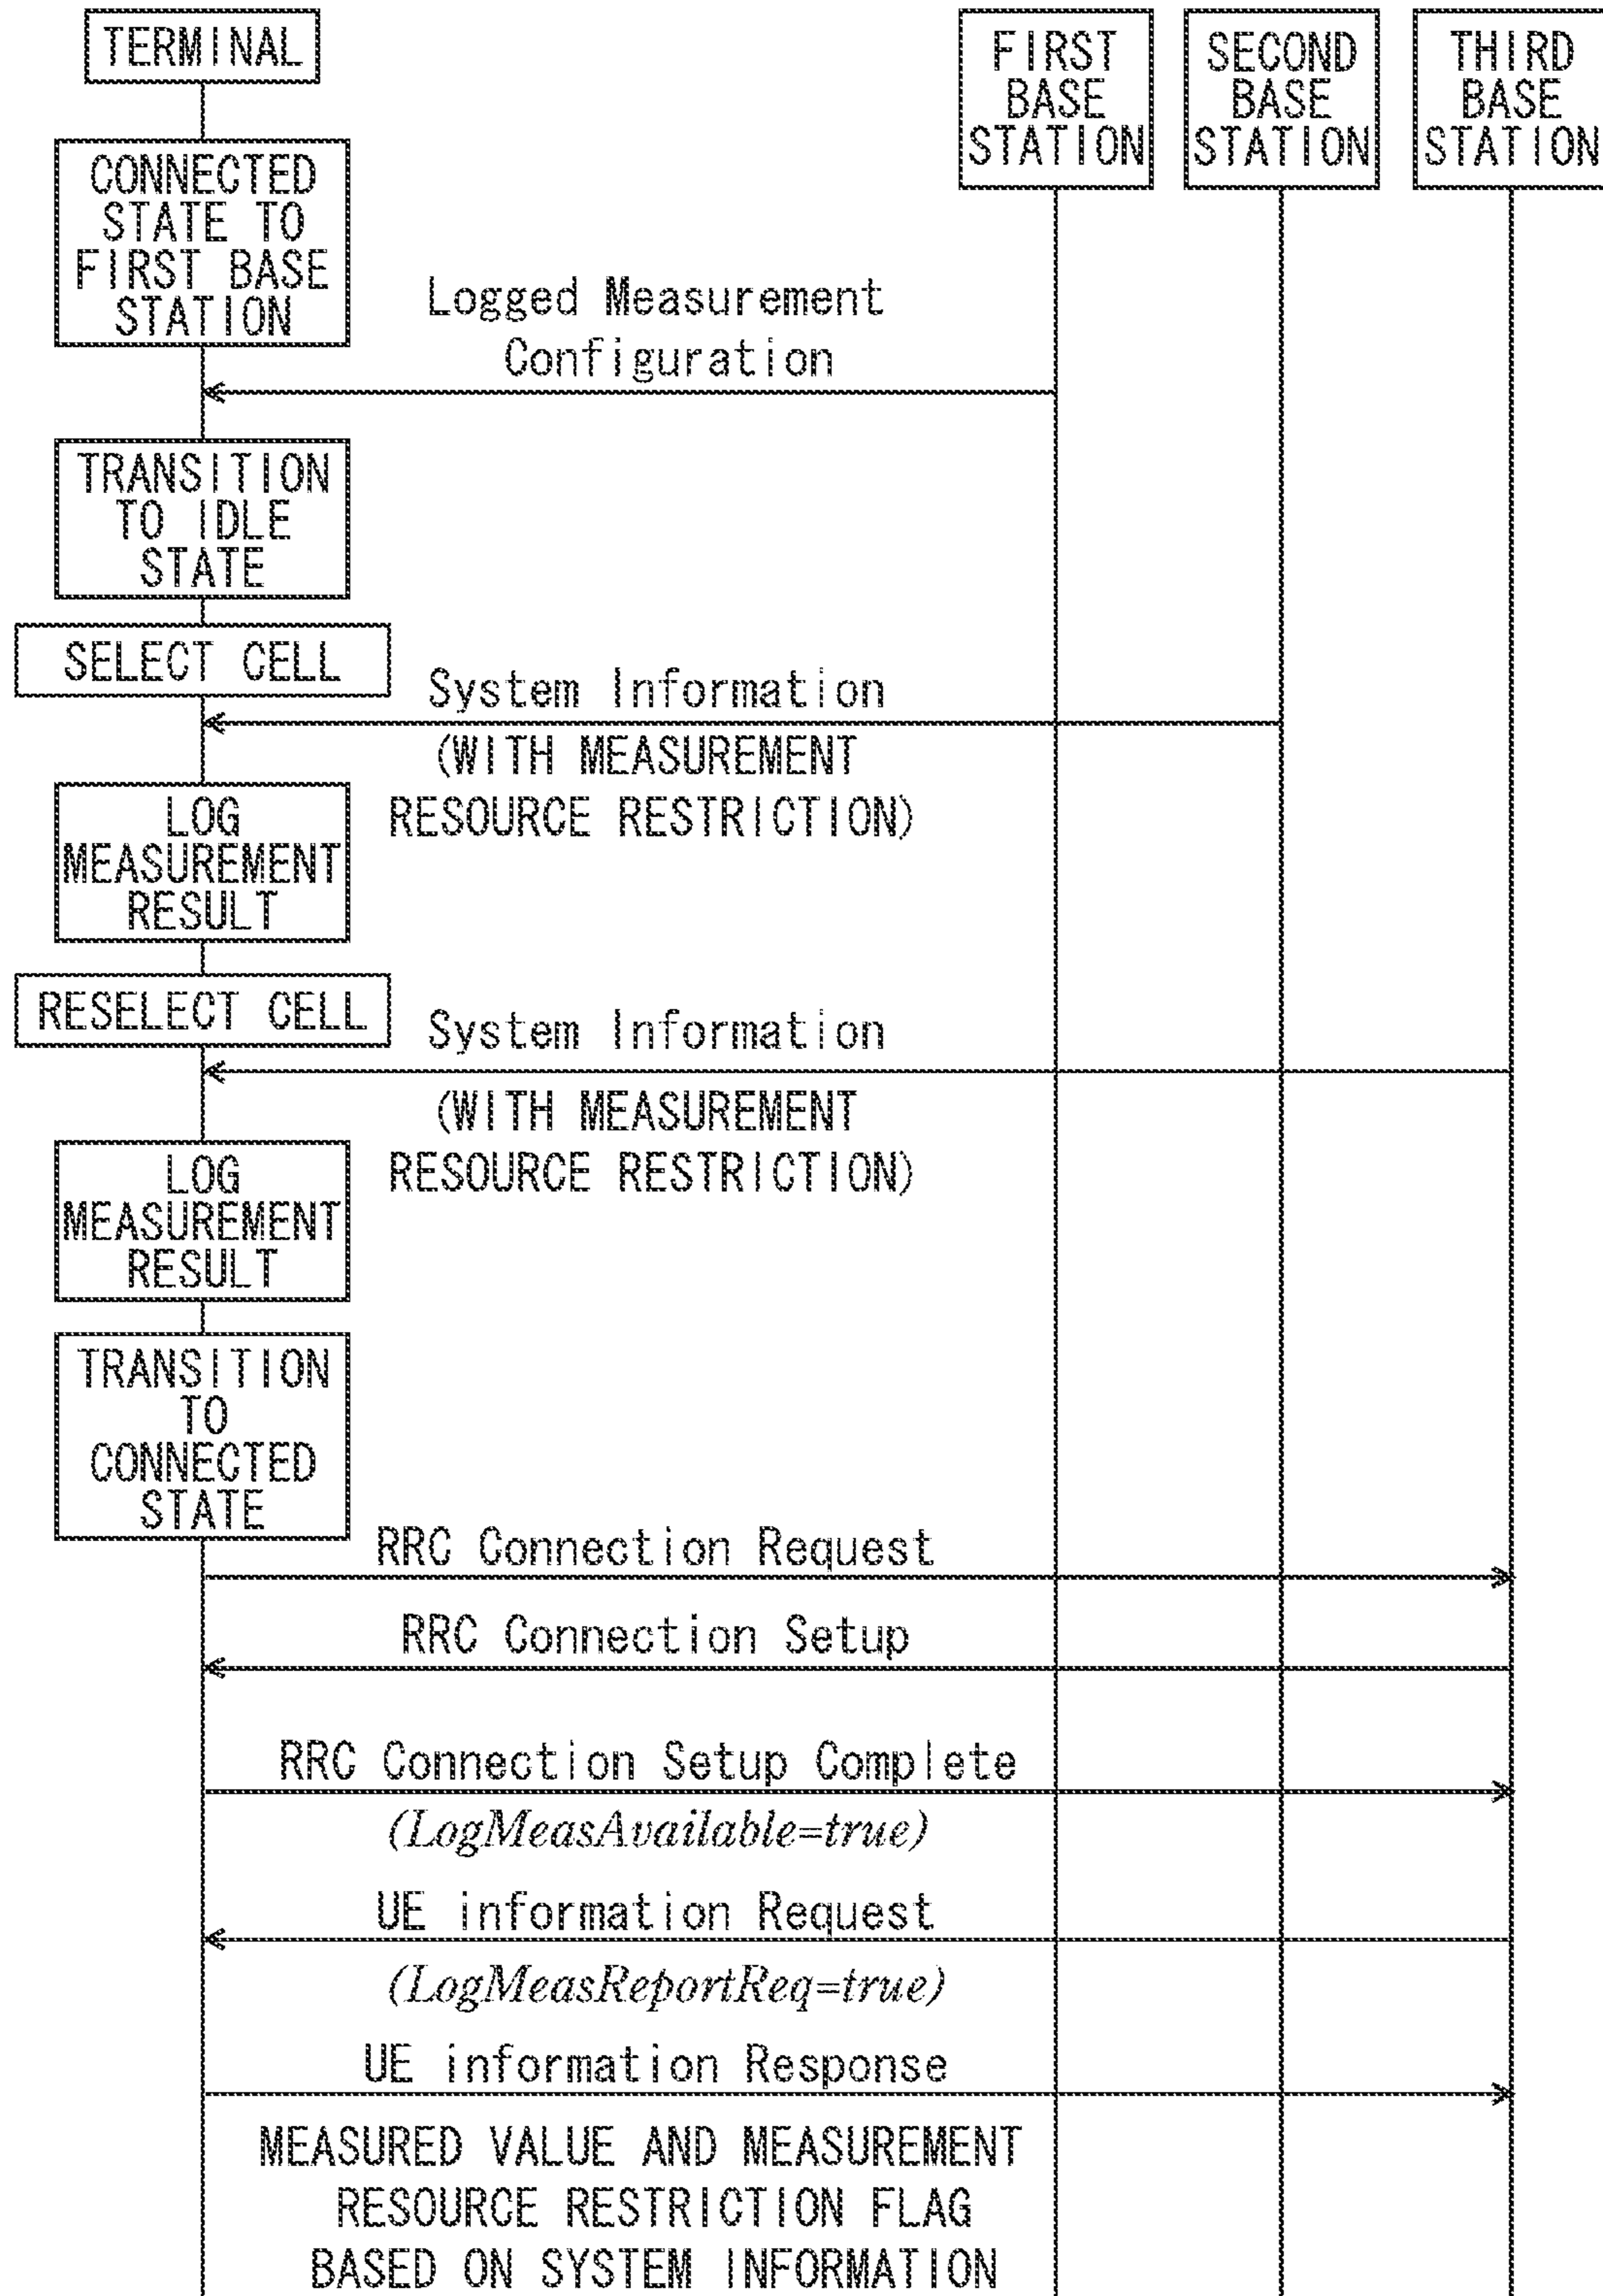 TERMINAL
FIRST
BASE
STATION
SECOND
BASE
STATION
THIRD
BASE
STATION
CONNECTED
STATE TO
FIRST BASE
STATION
Logged Measurement
Configuration
TRANSITION
TO IDLE
STATE
SELECT CELL
System Information
(WITH MEASUREMENT
RESOURCE RESTRICTION)
LOG
MEASUREMENT
RESULT
RESELECT CELL
System Information
(WITH MEASUREMENT
RESOURCE RESTRICTION)
LOG
MEASUREMENT
RESULT
TRANSITION
TO
CONNECTED
STATE
RRC Connection Request
RRC Connection Setup
RRC Connection Setup Complete
(LogMeasAvailable=true)
UE information Request
(LogMeasReportReq=true)
UE information Response
MEASURED VALUE AND MEASUREMENT
RESOURCE RESTRICTION FLAG
BASED ON SYSTEM INFORMATION